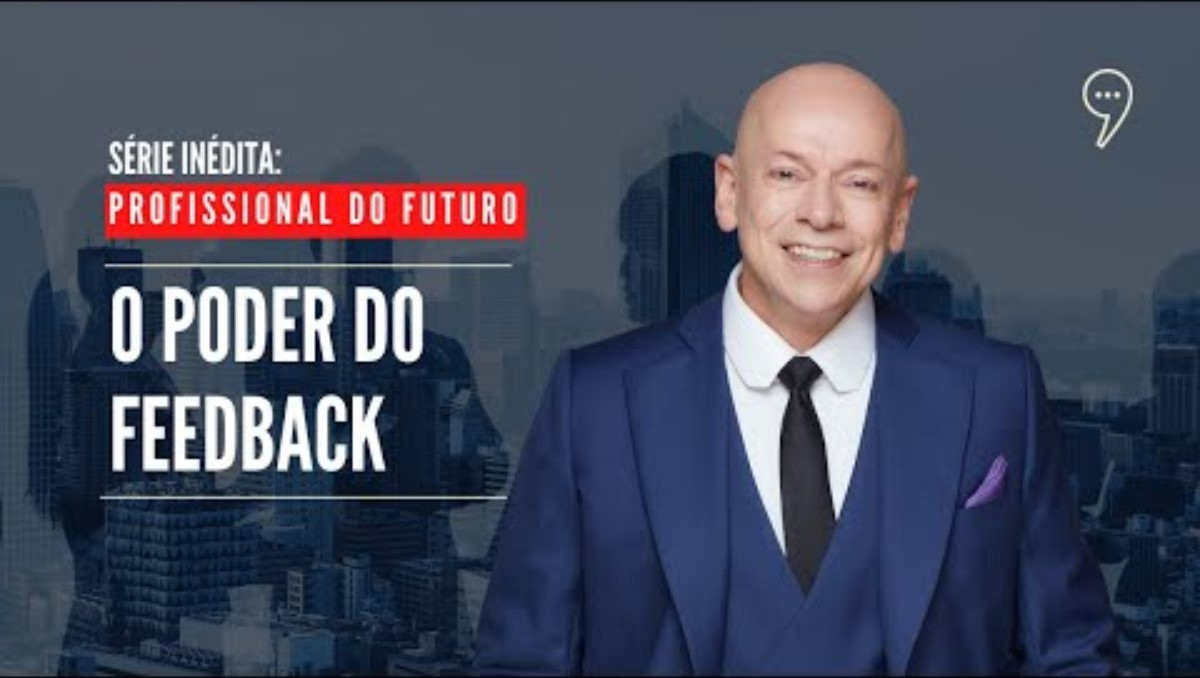 SÉRIE INÉDITA:
PROFISSIONAL DO FUTURO
O PODER DO
FEEDBACK